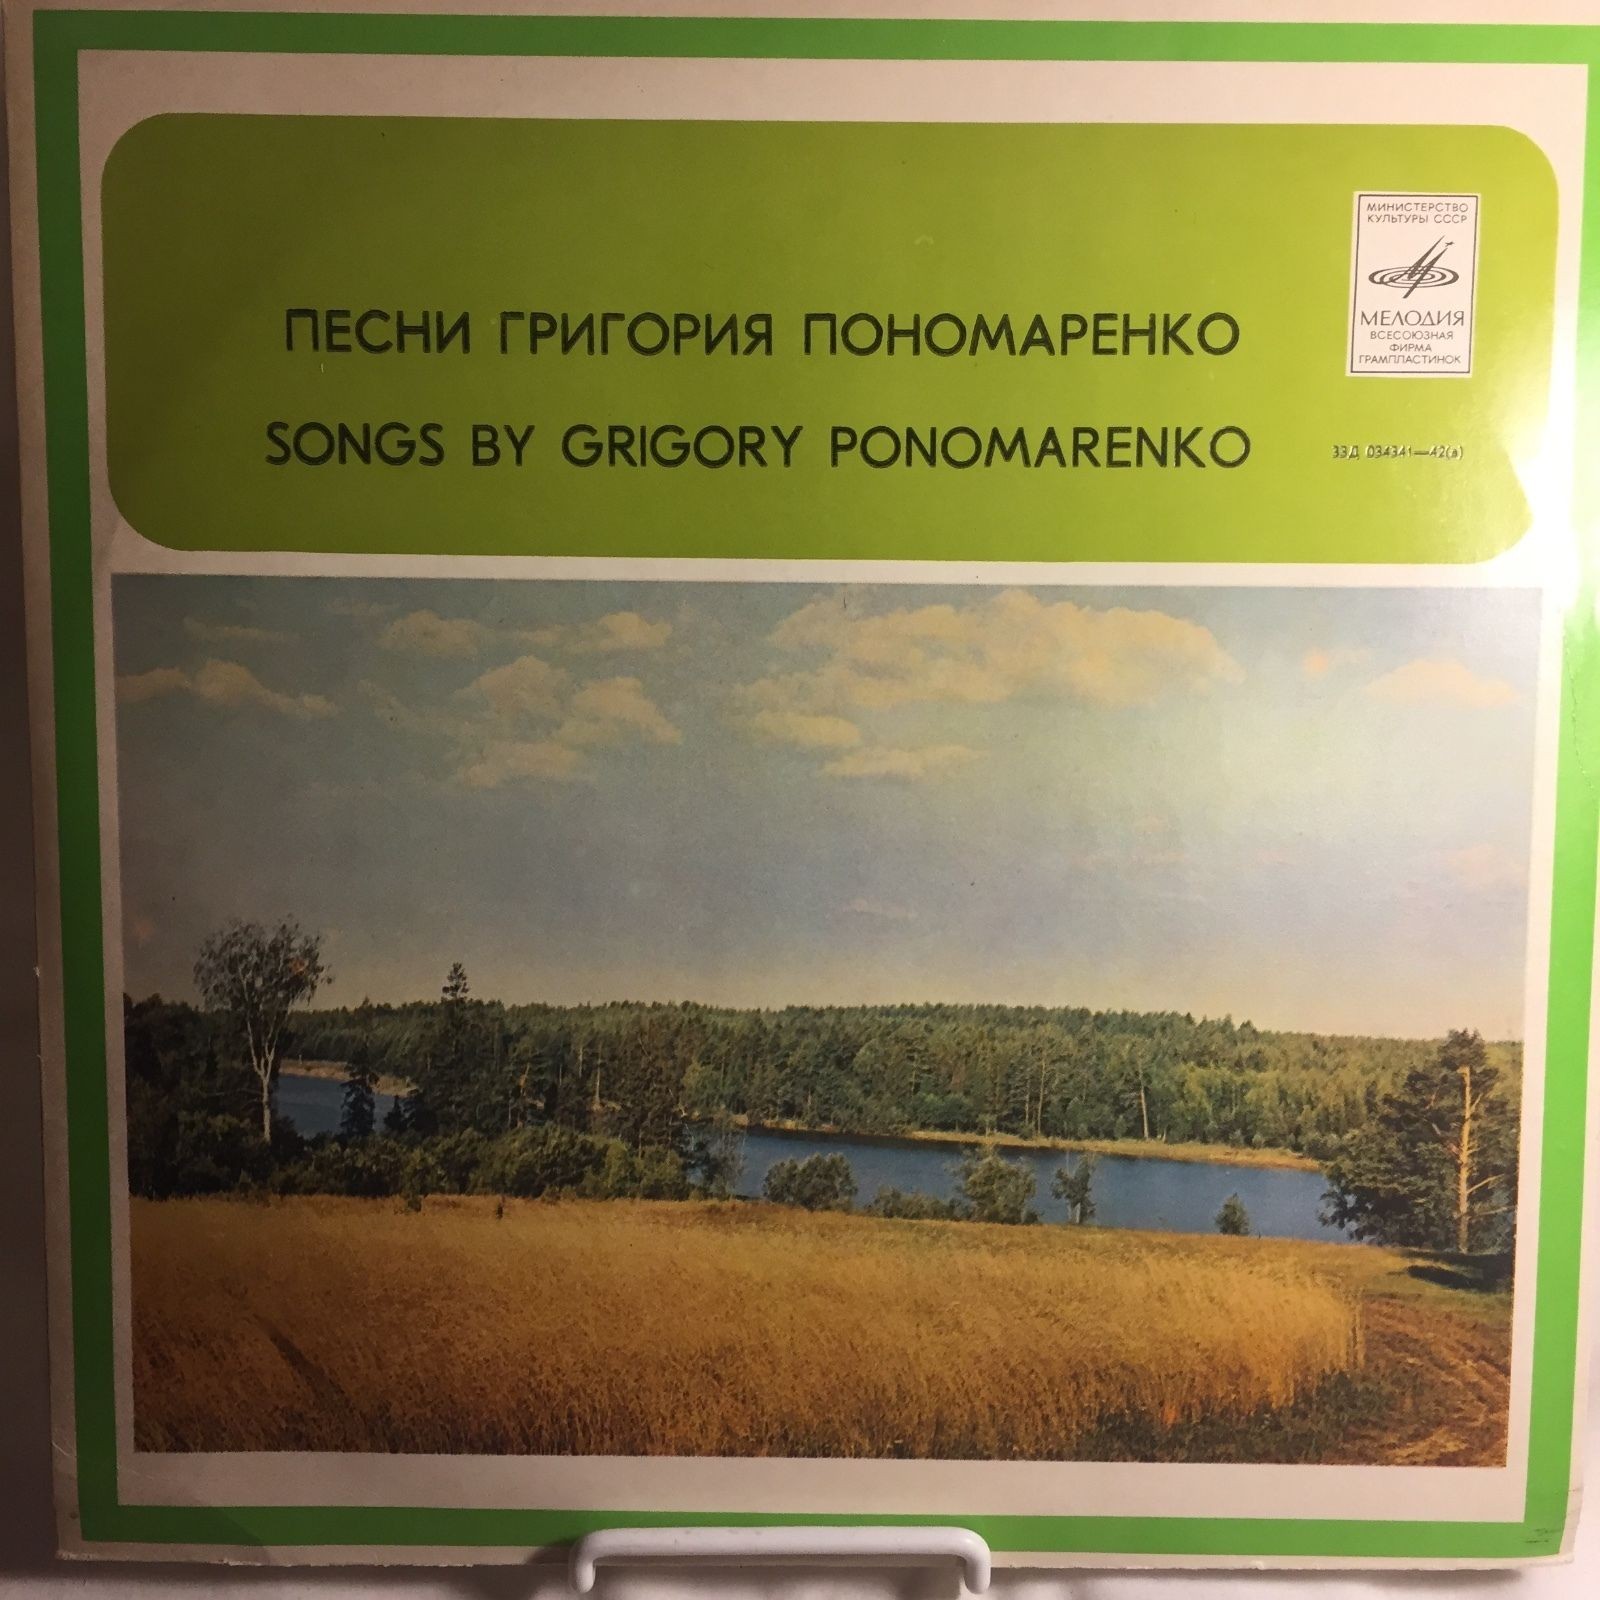 МИНИСТЕРСТВО
КУЛЬТУРЫ СССР
МЕЛОДИЯ
ВСЕСОЮЗНАЯ
ФИРМА
ГРАМПЛАСТИНОК
ПЕСНИ ГРИГОРИЯ ПОНОМАРЕНКО
SONGS BY GRIGORY PONOMARENKO
33Д 034341—42(а)